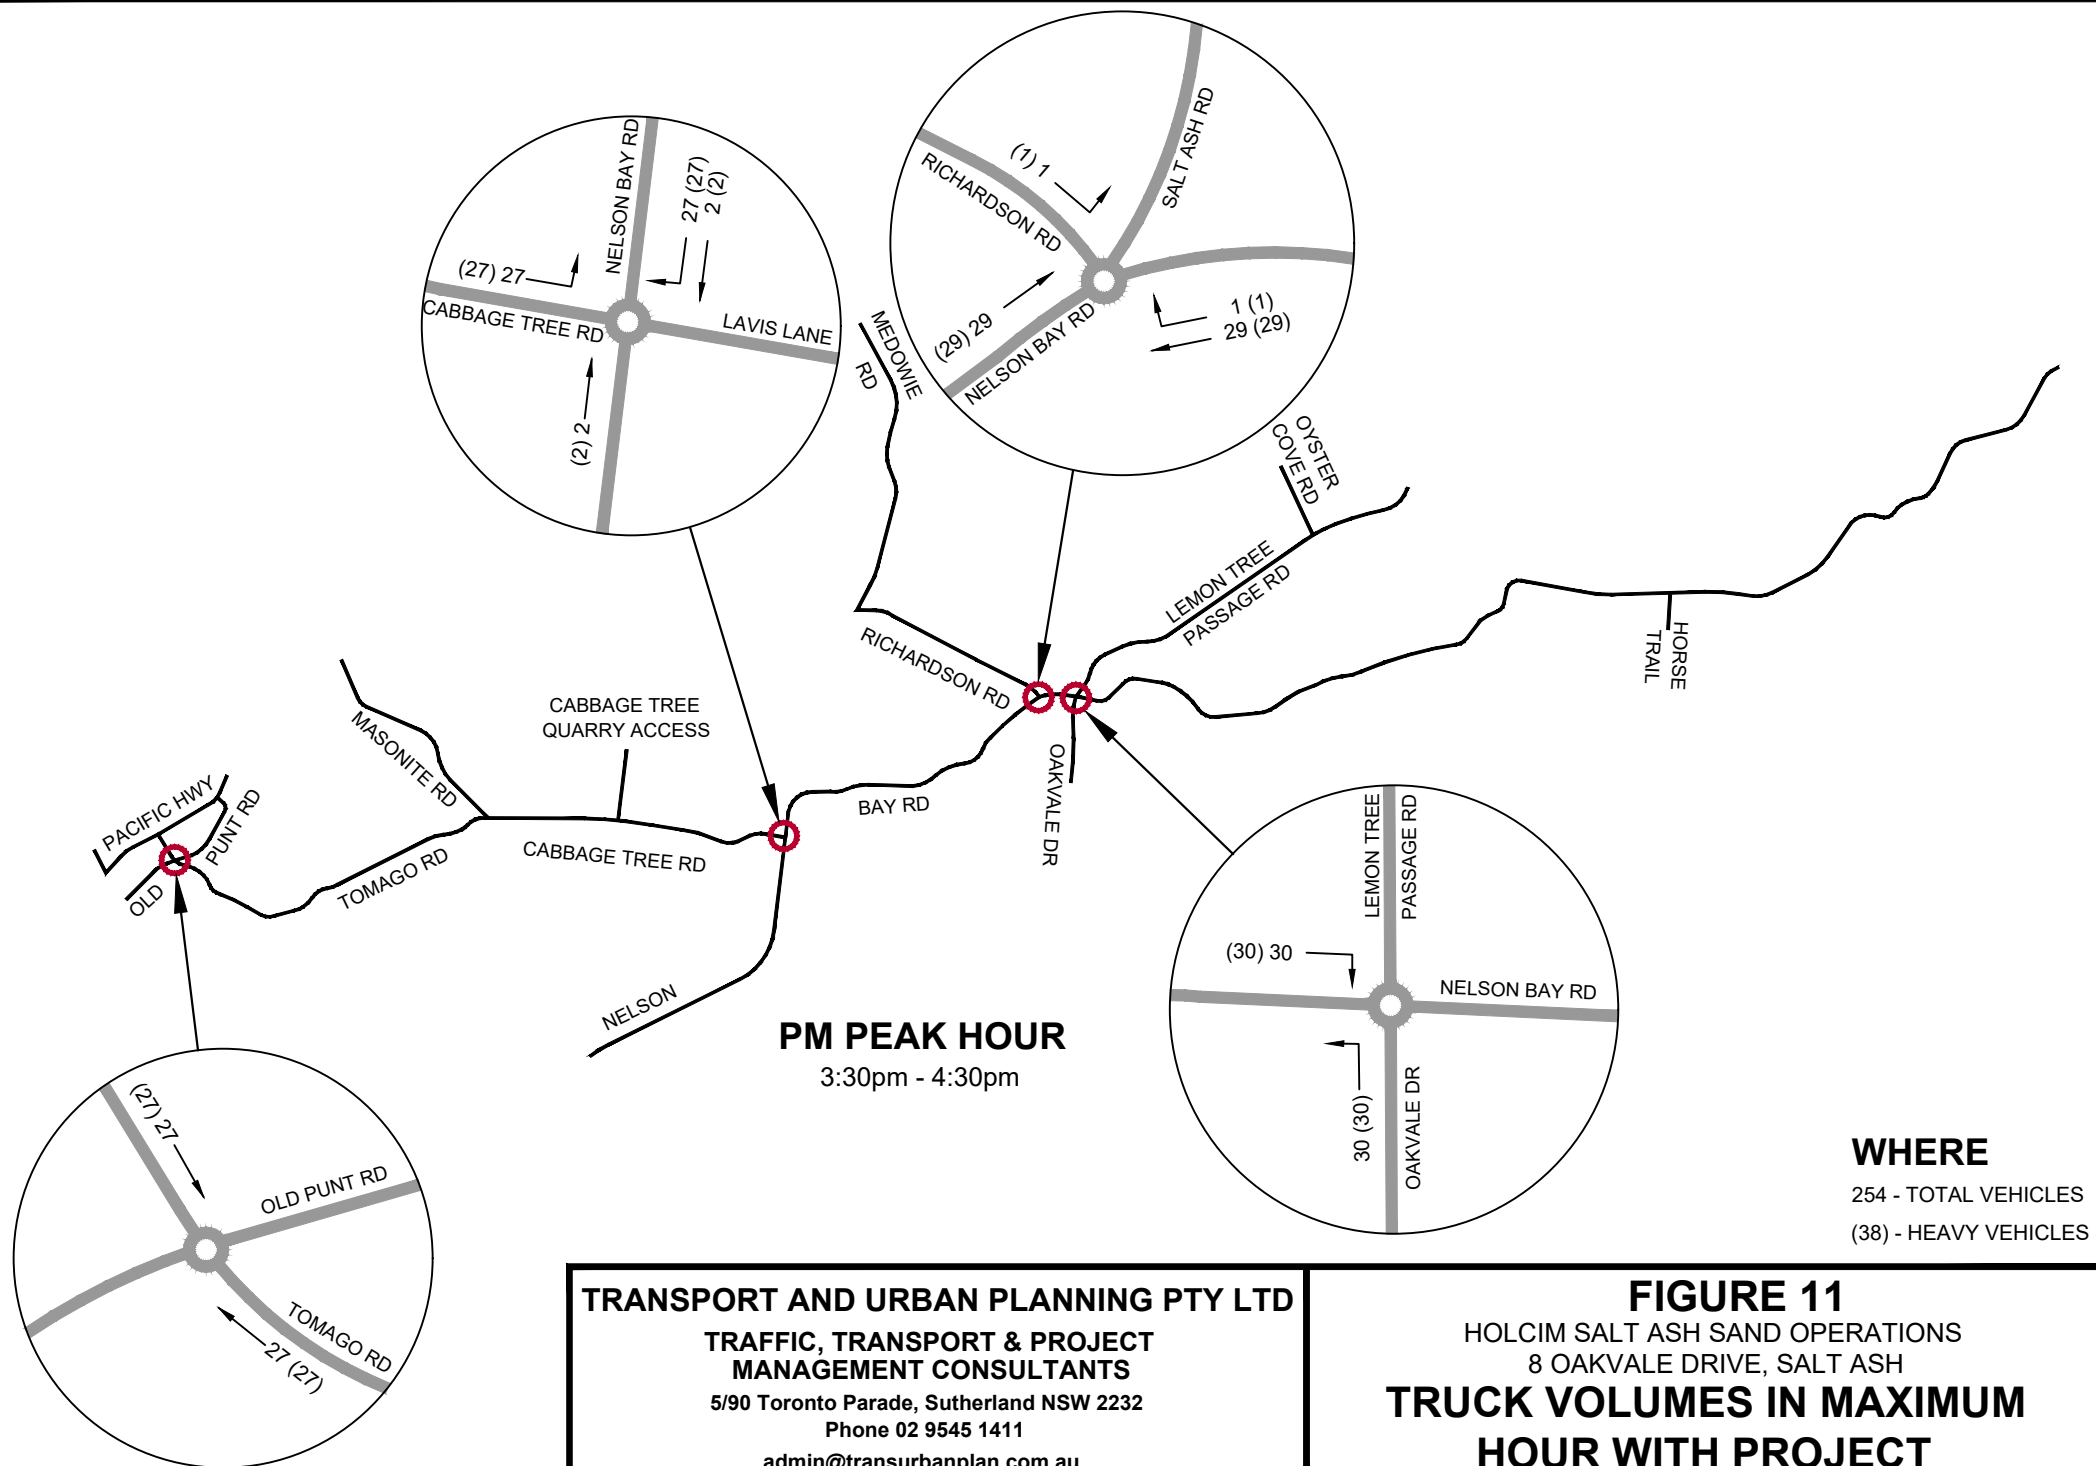 NELSON BAY RD
27 (27)
2 (2)
(27) 27
CABBAGE TREE RD
LAVIS LANE
(2) 2
SALT ASH RD
(1) 1
RICHARDSON RD
(29) 29
NELSON BAY RD
1 (1)
29 (29)
MEDOWIE
RD
OYSTER
COVE RD
LEMON TREE
PASSAGE RD
RICHARDSON RD
HORSE
TRAIL
CABBAGE TREE
QUARRY ACCESS
MASONITE RD
PACIFIC HWY
PUNT RD
OLD
TOMAGO RD
CABBAGE TREE RD
BAY RD
OAKVALE DR
NELSON
LEMON TREE
PASSAGE RD
(30) 30
NELSON BAY RD
30 (30)
OAKVALE DR
PM PEAK HOUR
3:30pm - 4:30pm
(27) 27
OLD PUNT RD
TOMAGO RD
27 (27)
WHERE
254 - TOTAL VEHICLES
(38) - HEAVY VEHICLES
TRANSPORT AND URBAN PLANNING PTY LTD
TRAFFIC, TRANSPORT & PROJECT
MANAGEMENT CONSULTANTS
5/90 Toronto Parade, Sutherland NSW 2232
Phone 02 9545 1411
admin@transurbanplan.com.au
FIGURE 11
HOLCIM SALT ASH SAND OPERATIONS
8 OAKVALE DRIVE, SALT ASH
TRUCK VOLUMES IN MAXIMUM
HOUR WITH PROJECT